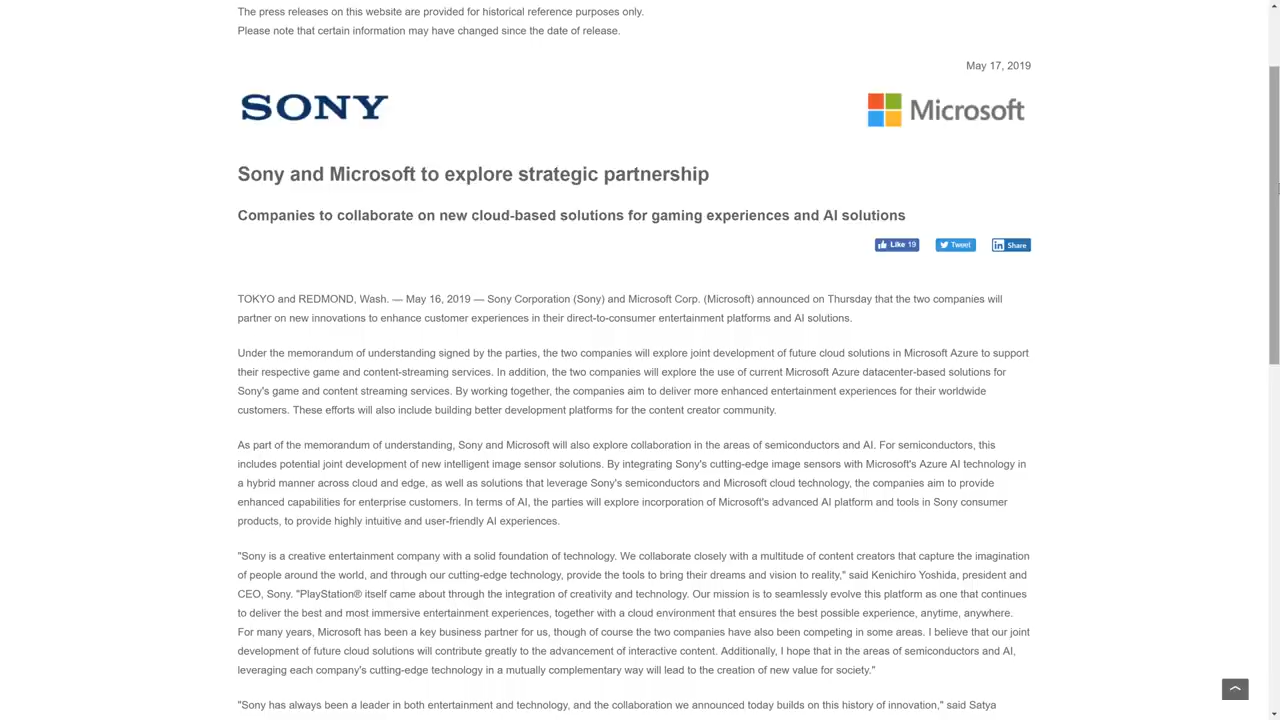 The press releases on this website are provided for historical reference purposes only.
Please note that certain information may have changed since the date of release.
May 17, 2019
SONY
Microsoft
Sony and Microsoft to explore strategic partnership
Companies to collaborate on new cloud-based solutions for gaming experiences and AI solutions
Like 19
Tweet
in Share
TOKYO and REDMOND, Wash. — May 16, 2019 — Sony Corporation (Sony) and Microsoft Corp. (Microsoft) announced on Thursday that the two companies will
partner on new innovations to enhance customer experiences in their direct-to-consumer entertainment platforms and AI solutions.
Under the memorandum of understanding signed by the parties, the two companies will explore joint development of future cloud solutions in Microsoft Azure to support
their respective game and content-streaming services. In addition, the two companies will explore the use of current Microsoft Azure datacenter-based solutions for
Sony's game and content streaming services. By working together, the companies aim to deliver more enhanced entertainment experiences for their worldwide
customers. These efforts will also include building better development platforms for the content creator community.
As part of the memorandum of understanding, Sony and Microsoft will also explore collaboration in the areas of semiconductors and AI. For semiconductors, this
includes potential joint development of new intelligent image sensor solutions. By integrating Sony's cutting-edge image sensors with Microsoft's Azure AI technology in
a hybrid manner across cloud and edge, as well as solutions that leverage Sony's semiconductors and Microsoft cloud technology, the companies aim to provide
enhanced capabilities for enterprise customers. In terms of AI, the parties will explore incorporation of Microsoft's advanced AI platform and tools in Sony consumer
products, to provide highly intuitive and user-friendly AI experiences.
"Sony is a creative entertainment company with a solid foundation of technology. We collaborate closely with a multitude of content creators that capture the imagination
of people around the world, and through our cutting-edge technology, provide the tools to bring their dreams and vision to reality," said Kenichiro Yoshida, president and
CEO, Sony. "PlayStation® itself came about through the integration of creativity and technology. Our mission is to seamlessly evolve this platform as one that continues
to deliver the best and most immersive entertainment experiences, together with a cloud environment that ensures the best possible experience, anytime, anywhere.
For many years, Microsoft has been a key business partner for us, though of course the two companies have also been competing in some areas. I believe that our joint
development of future cloud solutions will contribute greatly to the advancement of interactive content. Additionally, I hope that in the areas of semiconductors and AI,
leveraging each company's cutting-edge technology in a mutually complementary way will lead to the creation of new value for society."
"Sony has always been a leader in both entertainment and technology, and the collaboration we announced today builds on this history of innovation," said Satya